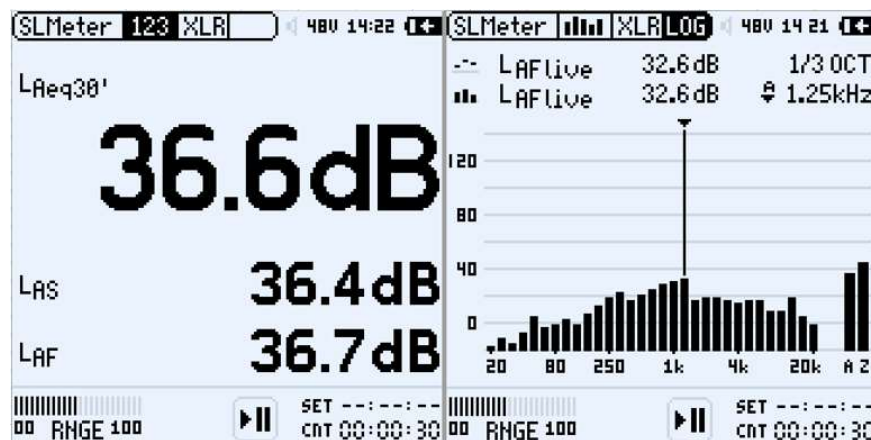 SLMeter 123 XLR 48V 14:22
LAeq30'
36.6dB
LAS 36.4dB
LAF 36.7dB
00 RNGE 100
SET --:--:--
CNT 00:00:30
SLMeter XLR LOG 48V 14 21
LAFlive 32.6dB 1/3 OCT
LAFlive 32.6dB 1.25kHz
120
80
40
0
20 80 250 1k 4k 20k A Z
00 RNGE 100
SET --:--:--
CNT 00:00:30